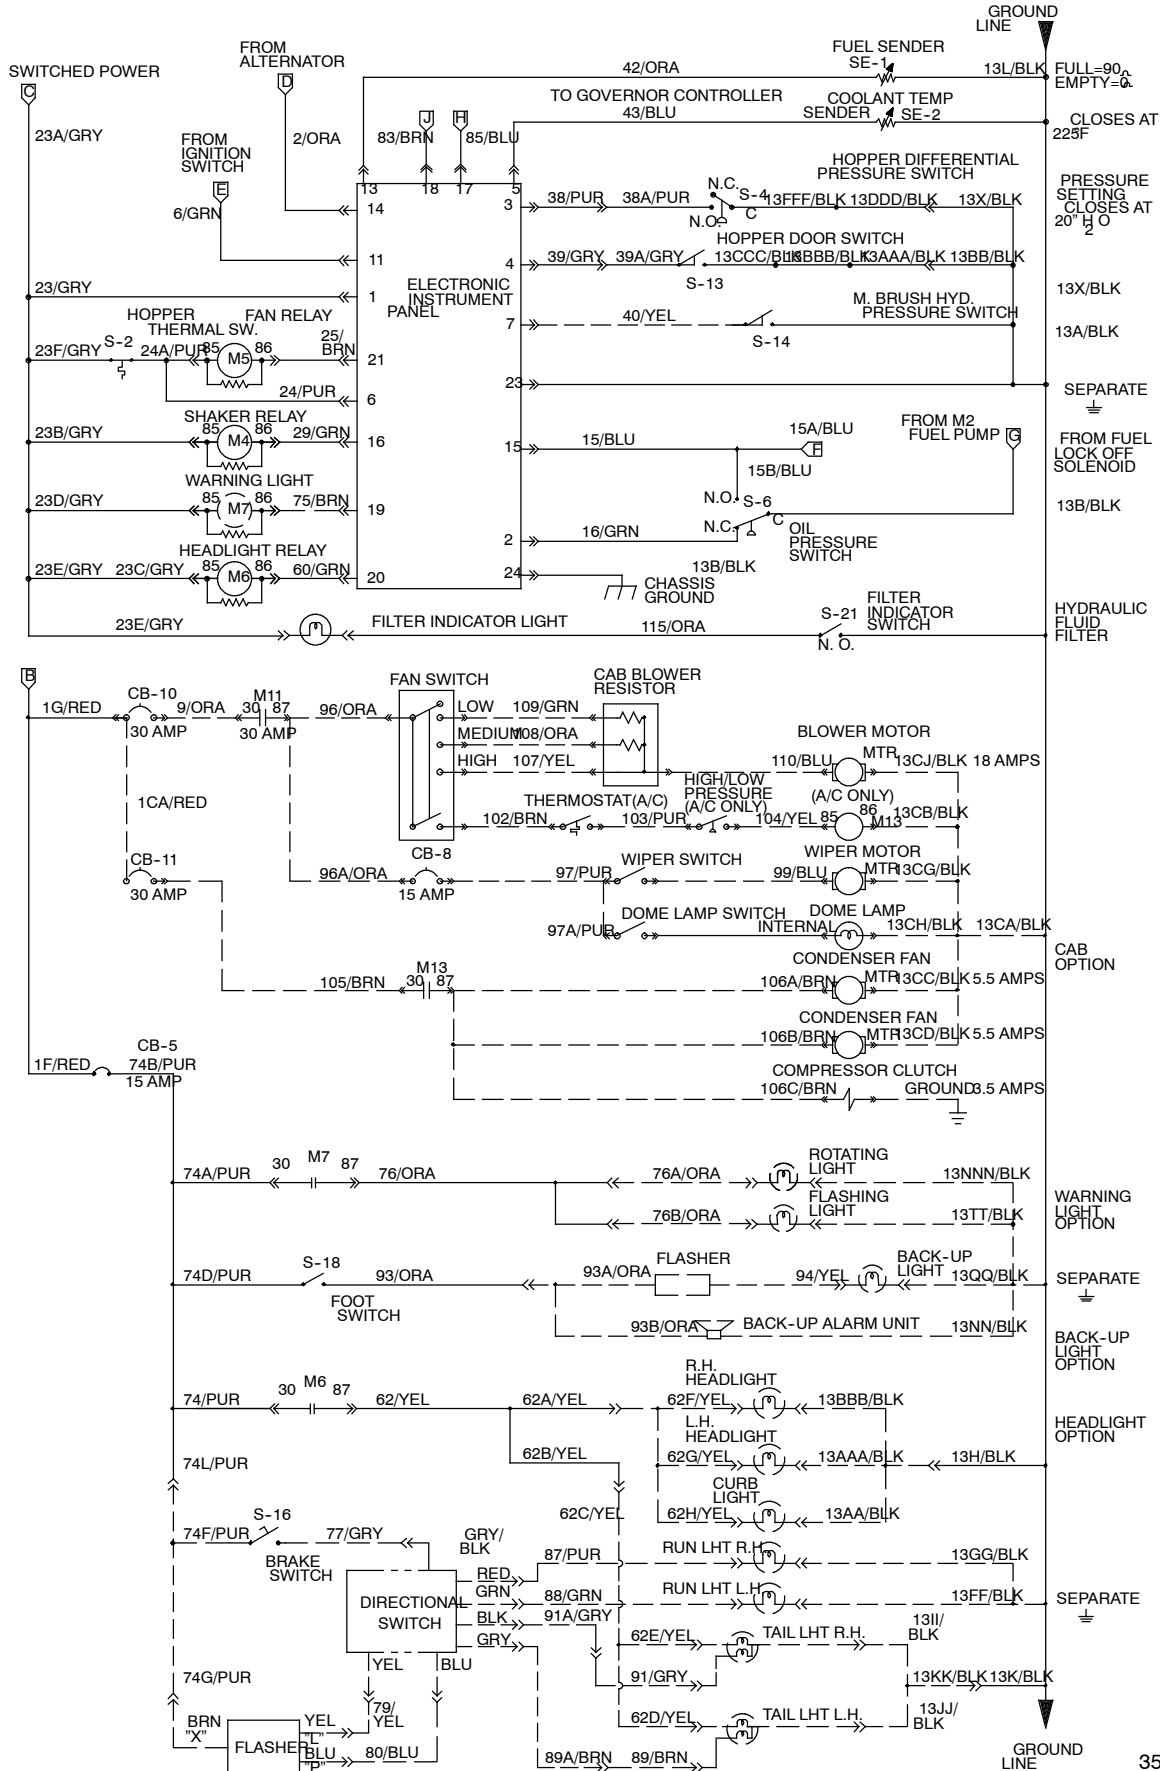 GROUND
LINE
FROM
ALTERNATOR
D
SWITCHED POWER
C
42/ORA
FUEL SENDER
SE-1
13L/BLK
FULL=90Ω
EMPTY=0Ω
TO GOVERNOR CONTROLLER
43/BLU
COOLANT TEMP
SENDER
SE-2
CLOSES AT
225°F
23A/GRY
2/ORA
83/BRN
J
H
85/BLU
FROM
IGNITION
SWITCH
E
6/GRN
13
18
17
5
HOPPER DIFFERENTIAL
PRESSURE SWITCH
PRESSURE
SETTING
CLOSES AT
20" H O
2
14
3
38/PUR
38A/PUR
N.C.
S-4
N.O.
C
13FFF/BLK
13DDD/BLK
13X/BLK
11
4
39/GRY
39A/GRY
HOPPER DOOR SWITCH
S-13
13CCC/BLK
13BBB/BLK
13AAA/BLK
13BB/BLK
23/GRY
1
ELECTRONIC
INSTRUMENT
PANEL
13X/BLK
7
40/YEL
M. BRUSH HYD.
PRESSURE SWITCH
S-14
13A/BLK
HOPPER
THERMAL SW.
FAN RELAY
23F/GRY
S-2
24A/PUR
85
M5
86
25/
BRN
21
24/PUR
6
23
SEPARATE
SHAKER RELAY
23B/GRY
85
M4
86
29/GRN
16
15
15/BLU
15A/BLU
F
15B/BLU
FROM M2
FUEL PUMP
G
FROM FUEL
LOCK OFF
SOLENOID
WARNING LIGHT
23D/GRY
85
M7
86
75/BRN
19
N.O.
S-6
N.C.
C
OIL
PRESSURE
SWITCH
13B/BLK
2
16/GRN
HEADLIGHT RELAY
23E/GRY
23C/GRY
85
M6
86
60/GRN
20
24
CHASSIS
GROUND
13B/BLK
23E/GRY
FILTER INDICATOR LIGHT
115/ORA
S-21
N. O.
FILTER
INDICATOR
SWITCH
HYDRAULIC
FLUID
FILTER
B
1G/RED
CB-10
30 AMP
9/ORA
M11
30
87
30 AMP
96/ORA
FAN SWITCH
LOW
109/GRN
CAB BLOWER
RESISTOR
MEDIUM
108/ORA
HIGH
107/YEL
BLOWER MOTOR
110/BLU
MTR
13CJ/BLK
18 AMPS
1CA/RED
102/BRN
THERMOSTAT(A/C)
103/PUR
HIGH/LOW
PRESSURE
(A/C ONLY)
104/YEL
(A/C ONLY)
85
86
M13
13CB/BLK
CB-11
30 AMP
96A/ORA
CB-8
15 AMP
97/PUR
WIPER SWITCH
99/BLU
WIPER MOTOR
MTR
13CG/BLK
97A/PUR
DOME LAMP SWITCH
INTERNAL
DOME LAMP
13CH/BLK
13CA/BLK
CAB
OPTION
105/BRN
M13
30
87
CONDENSER FAN
106A/BRN
MTR
13CC/BLK
5.5 AMPS
CONDENSER FAN
106B/BRN
MTR
13CD/BLK
5.5 AMPS
1F/RED
CB-5
74B/PUR
15 AMP
COMPRESSOR CLUTCH
106C/BRN
GROUND
3.5 AMPS
74A/PUR
30
M7
87
76/ORA
76A/ORA
ROTATING
LIGHT
13NNN/BLK
76B/ORA
FLASHING
LIGHT
13TT/BLK
WARNING
LIGHT
OPTION
74D/PUR
S-18
FOOT
SWITCH
93/ORA
93A/ORA
FLASHER
94/YEL
BACK-UP
LIGHT
13QQ/BLK
SEPARATE
93B/ORA
BACK-UP ALARM UNIT
13NN/BLK
BACK-UP
LIGHT
OPTION
74/PUR
30
M6
87
62/YEL
62A/YEL
R.H.
HEADLIGHT
62F/YEL
13BBB/BLK
HEADLIGHT
OPTION
74L/PUR
62B/YEL
L.H.
HEADLIGHT
62G/YEL
13AAA/BLK
13H/BLK
62C/YEL
CURB
LIGHT
62H/YEL
13AA/BLK
74F/PUR
S-16
BRAKE
SWITCH
77/GRY
GRY/
BLK
RED
87/PUR
RUN LHT R.H.
13GG/BLK
DIRECTIONAL
SWITCH
GRN
88/GRN
RUN LHT L.H.
13FF/BLK
SEPARATE
BLK
91A/GRY
GRY
62E/YEL
TAIL LHT R.H.
13II/
BLK
YEL
BLU
91/GRY
13KK/BLK
13K/BLK
74G/PUR
79/
YEL
62D/YEL
TAIL LHT L.H.
13JJ/
BLK
BRN
"X"
FLASHER
YEL
"L"
BLU
"P"
80/BLU
89A/BRN
89/BRN
GROUND
LINE
35